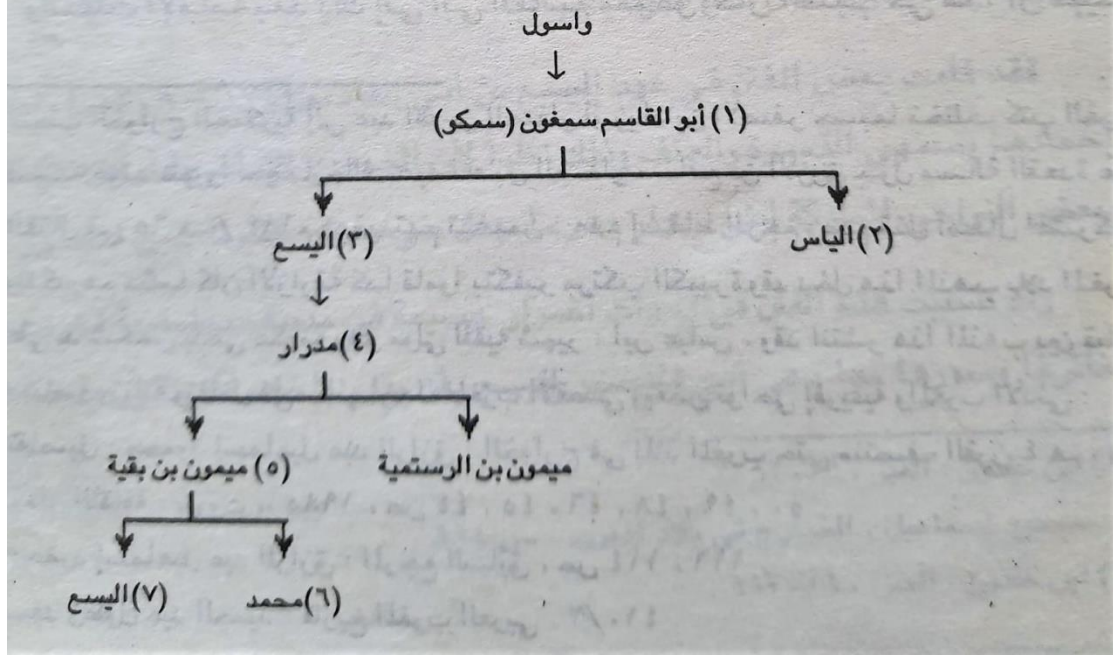 واسول
(١) أبو القاسم سمغون (سمكو)
(٢) الياس
(٣) اليسع
(٤) مدرار
ميمون بن الرستمية
(٥) ميمون بن بقية
(٦) محمد
(٧) اليسع